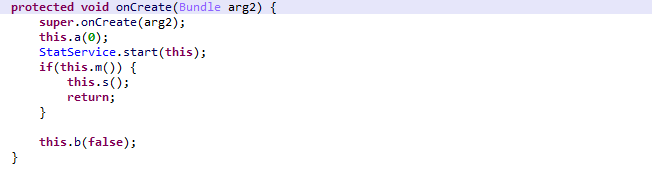 protected void onCreate(Bundle arg2) {
    super.onCreate(arg2);
    this.a(0);
    StatService.start(this);
    if(this.m()) {
        this.s();
        return;
    }

    this.b(false);
}